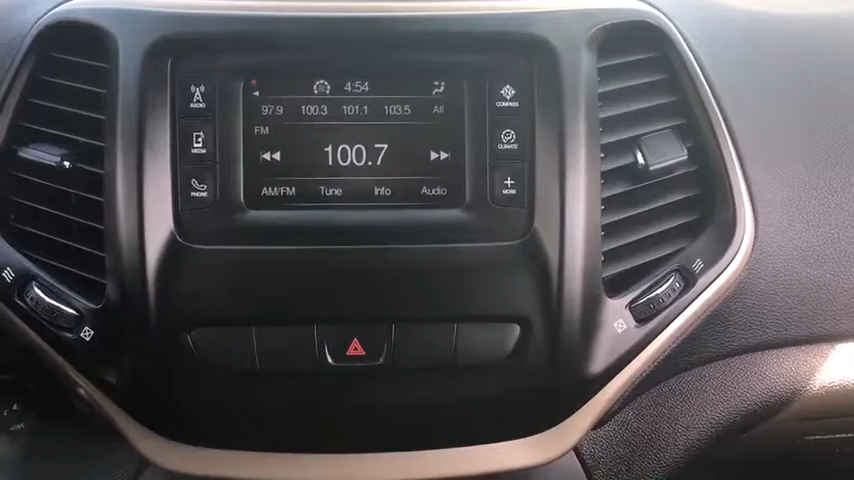 4:54
97.9 100.3 101.1 103.5 All
FM
100.7
AM/FM Tune Info Audio
RADIO
MEDIA
PHONE
COMPASS
CLIMATE
MORE